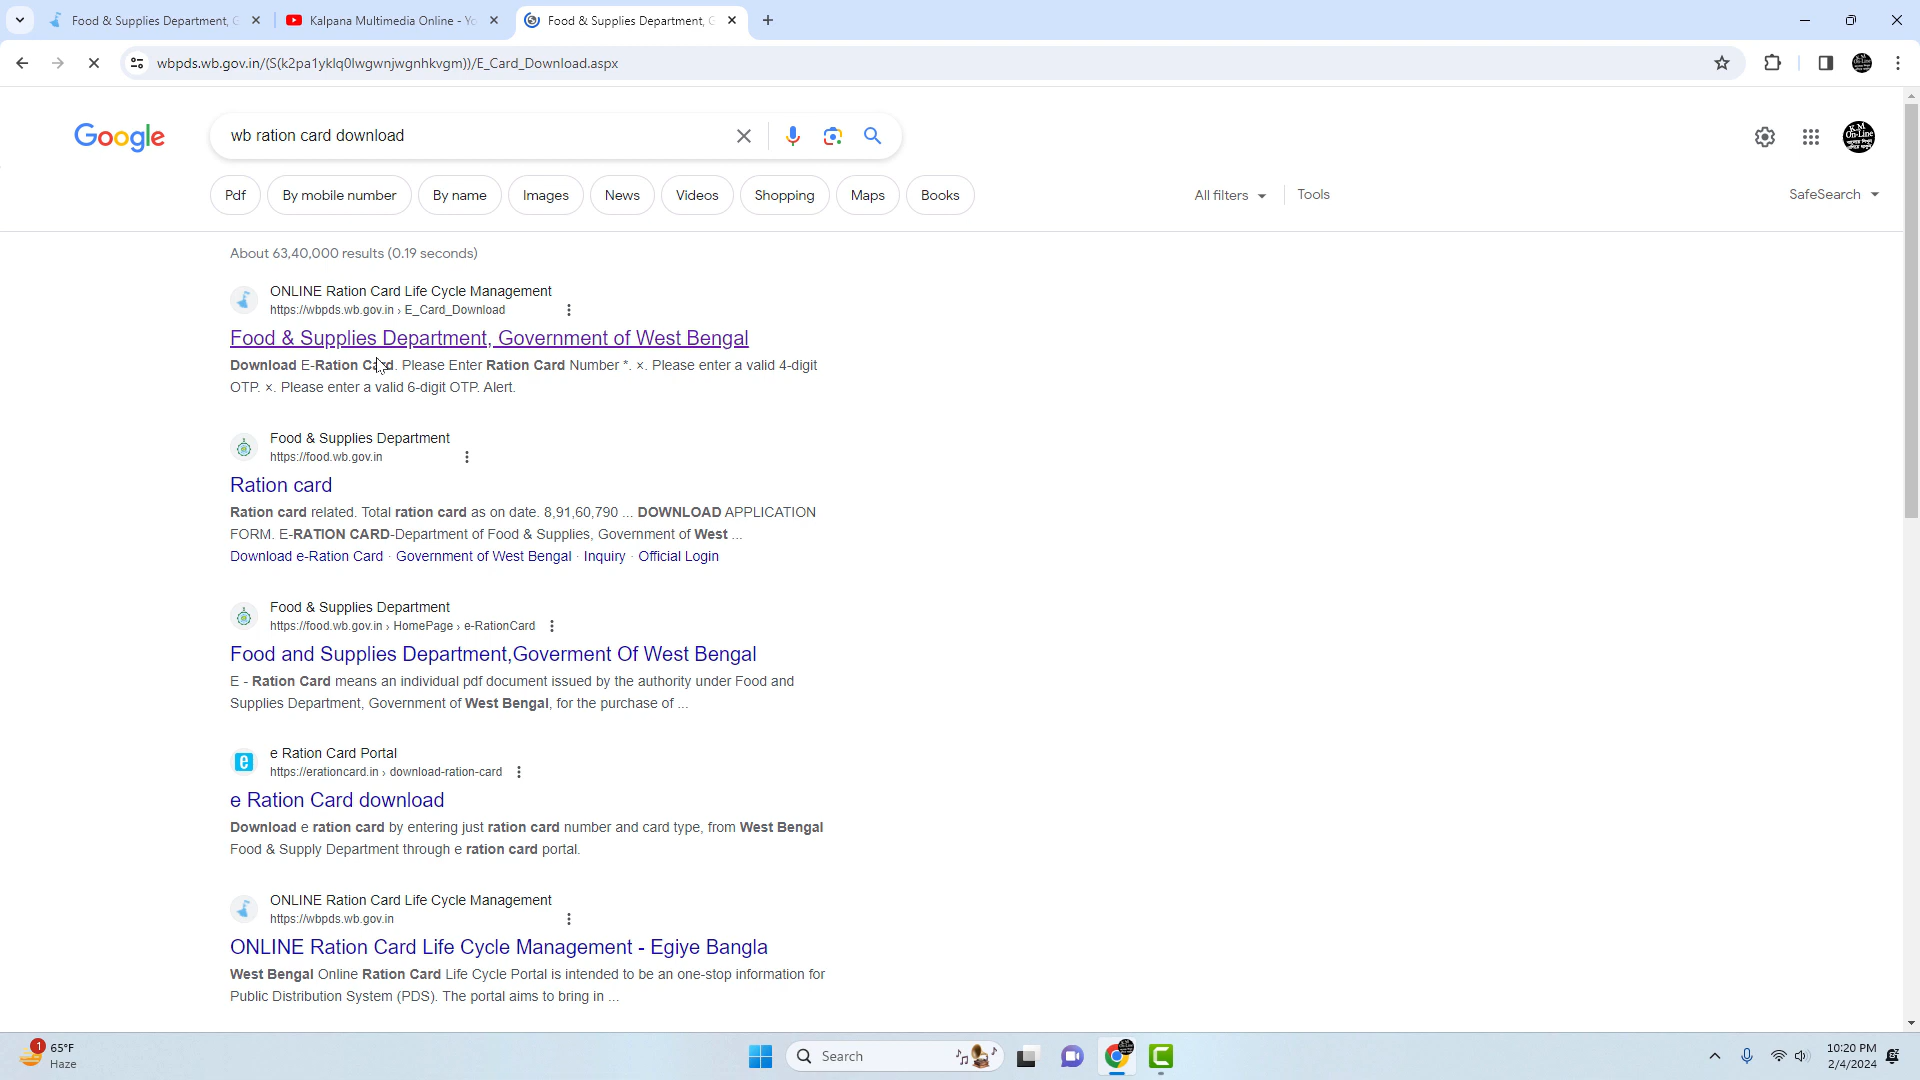 Food & Supplies Department, G
Kalpana Multimedia Online - Yo
Food & Supplies Department, G
wbpds.wb.gov.in/(S(k2pa1yklq0lwgwnjwgnhkvgm))/E_Card_Download.aspx
Google
wb ration card download
Pdf
By mobile number
By name
Images
News
Videos
Shopping
Maps
Books
All filters
Tools
SafeSearch
About 63,40,000 results (0.19 seconds)
ONLINE Ration Card Life Cycle Management
https://wbpds.wb.gov.in › E_Card_Download
Food & Supplies Department, Government of West Bengal
Download E-Ration Card. Please Enter Ration Card Number *. ×. Please enter a valid 4-digit
OTP. ×. Please enter a valid 6-digit OTP. Alert.
Food & Supplies Department
https://food.wb.gov.in
Ration card
Ration card related. Total ration card as on date. 8,91,60,790 ... DOWNLOAD APPLICATION
FORM. E-RATION CARD-Department of Food & Supplies, Government of West ...
Download e-Ration Card · Government of West Bengal · Inquiry · Official Login
Food & Supplies Department
https://food.wb.gov.in › HomePage › e-RationCard
Food and Supplies Department,Goverment Of West Bengal
E - Ration Card means an individual pdf document issued by the authority under Food and
Supplies Department, Government of West Bengal, for the purchase of ...
e Ration Card Portal
https://erationcard.in › download-ration-card
e Ration Card download
Download e ration card by entering just ration card number and card type, from West Bengal
Food & Supply Department through e ration card portal.
ONLINE Ration Card Life Cycle Management
https://wbpds.wb.gov.in
ONLINE Ration Card Life Cycle Management - Egiye Bangla
West Bengal Online Ration Card Life Cycle Portal is intended to be an one-stop information for
Public Distribution System (PDS). The portal aims to bring in ...
1
65°F
Haze
Search
10:20 PM
2/4/2024